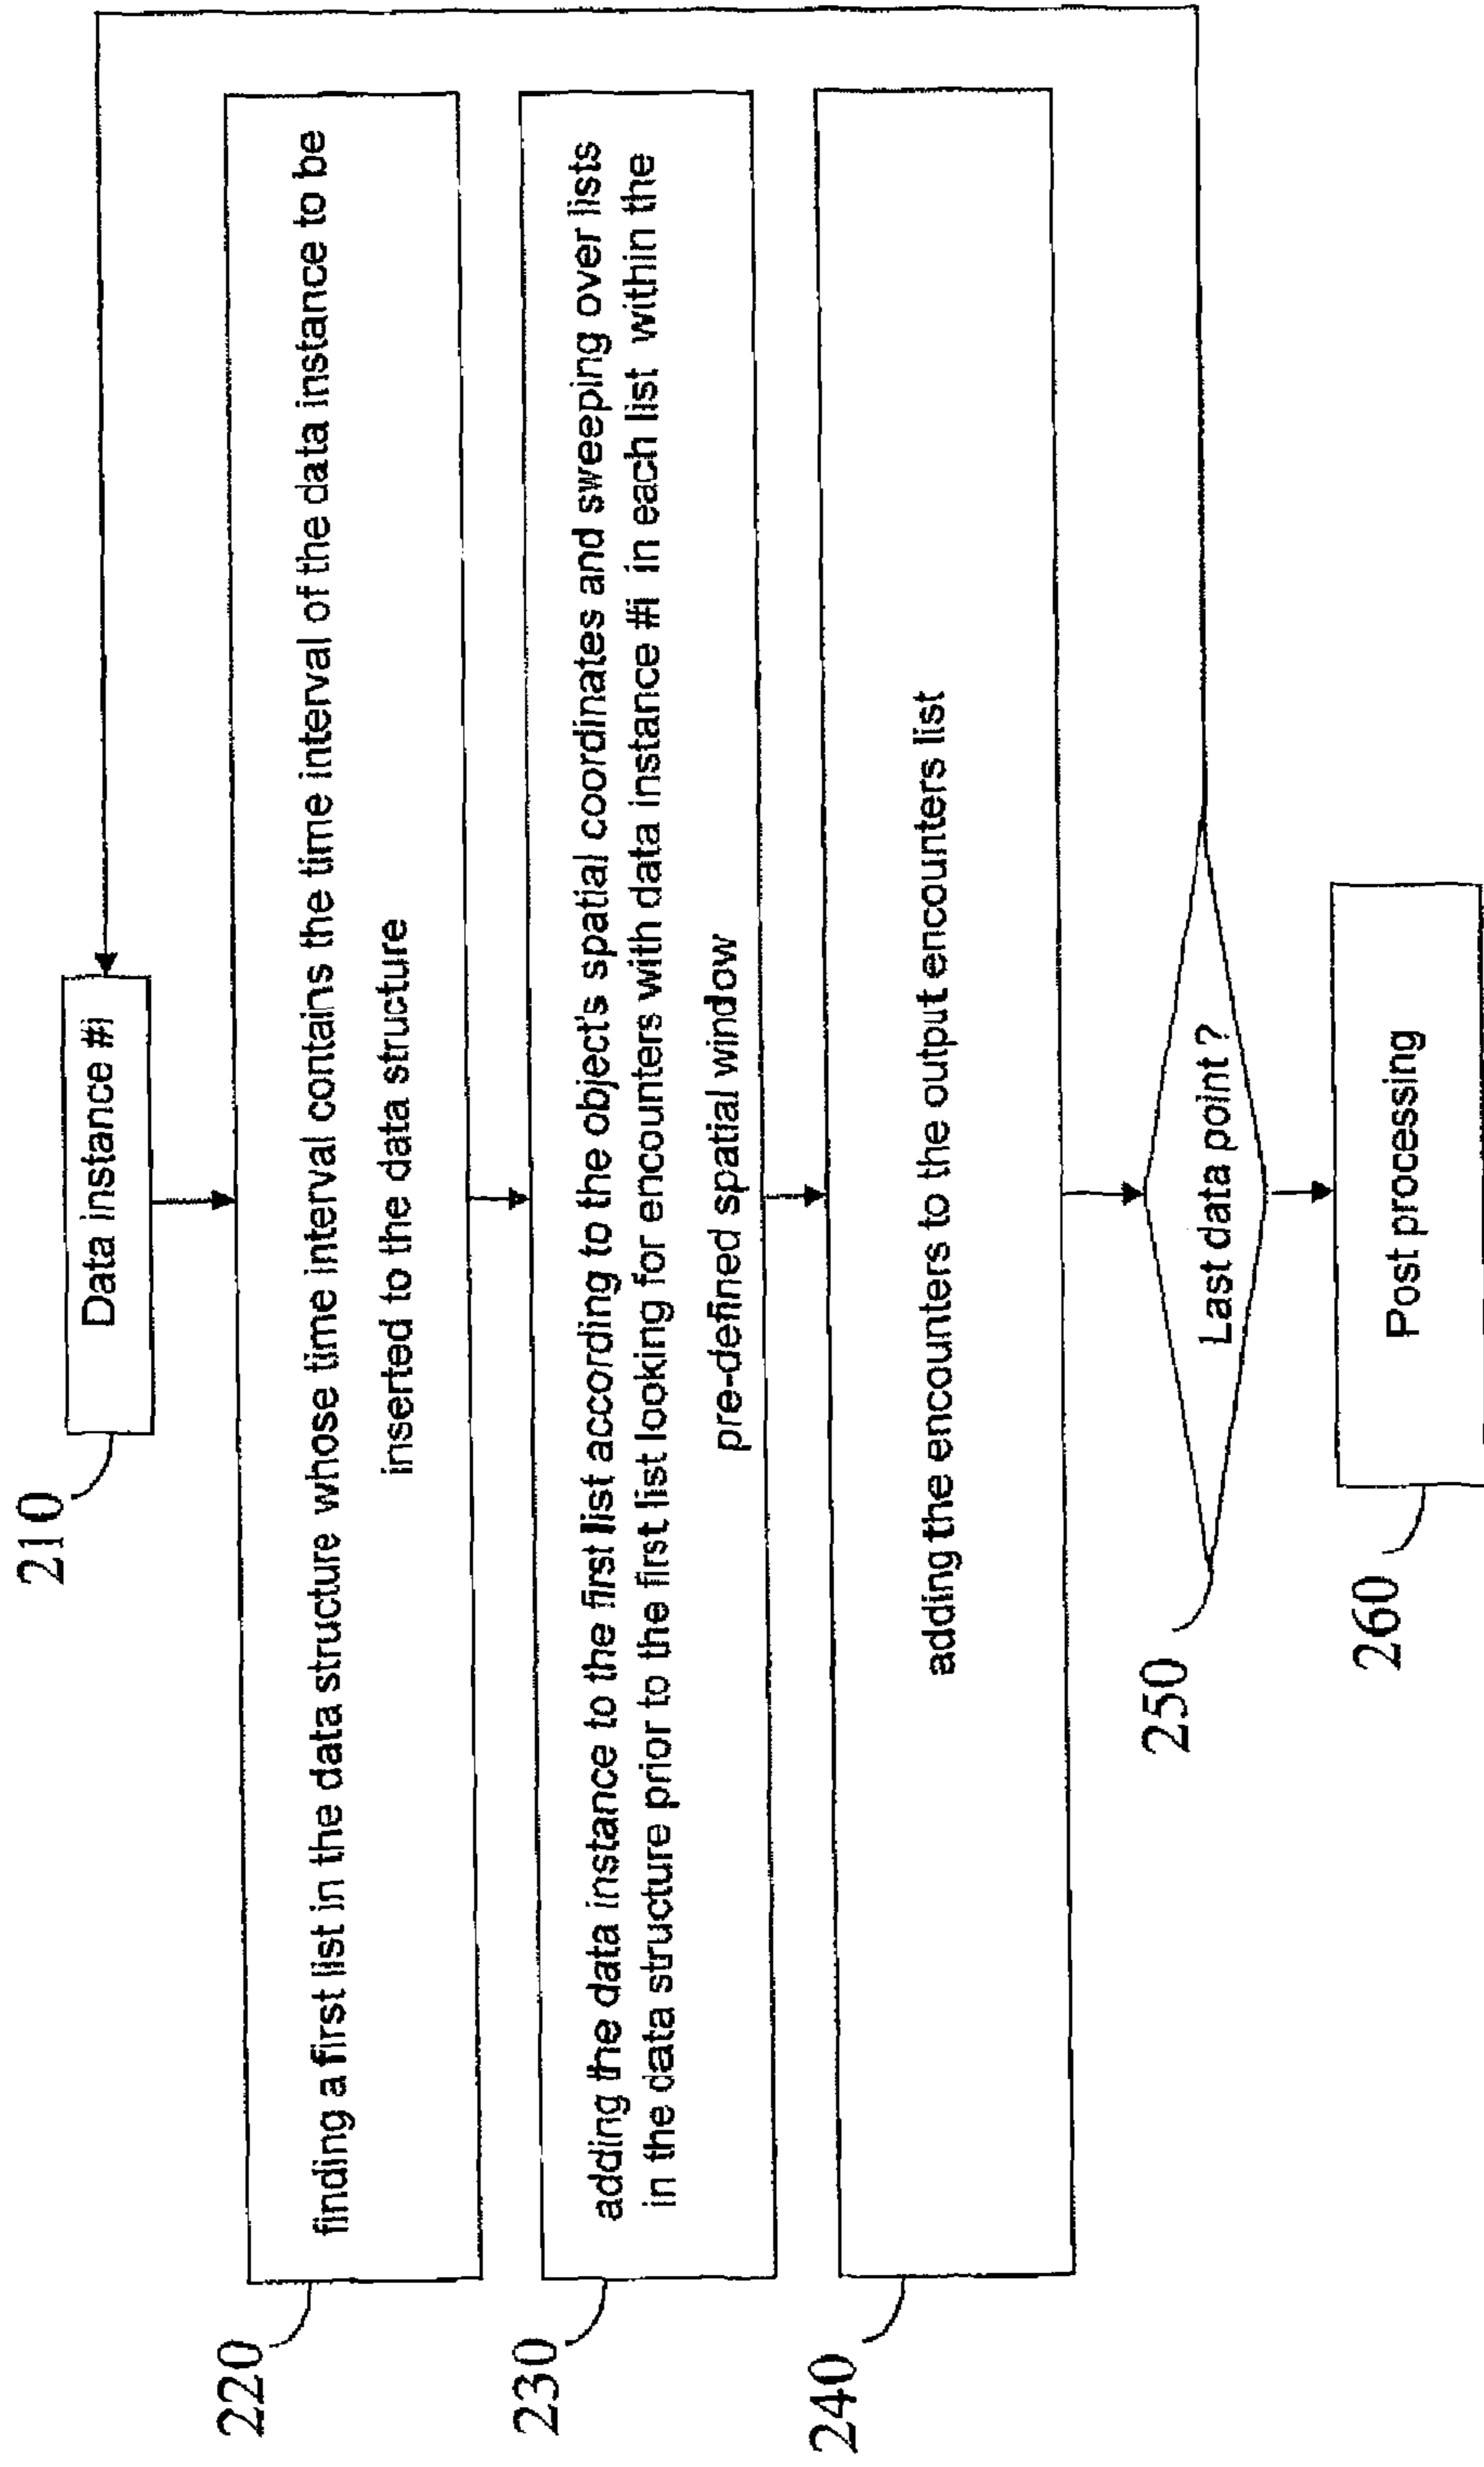 210
Data instance #i
220
finding a first list in the data structure whose time interval contains the time interval of the data instance to be
inserted to the data structure
230
adding the data instance to the first list according to the object's spatial coordinates and sweeping over lists
in the data structure prior to the first list looking for encounters with data instance #i in each list within the
pre-defined spatial window
240
adding the encounters to the output encounters list
250
Last data point ?
260
Post processing